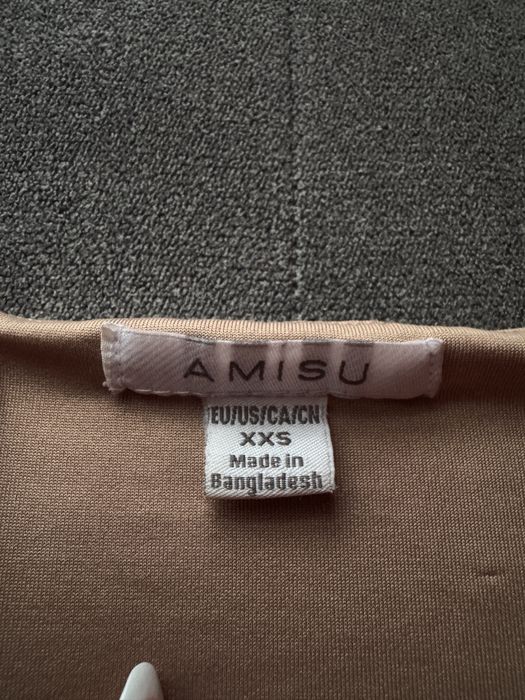 AMISU
EU/US/CA/CN
XXS
Made in
Bangladesh